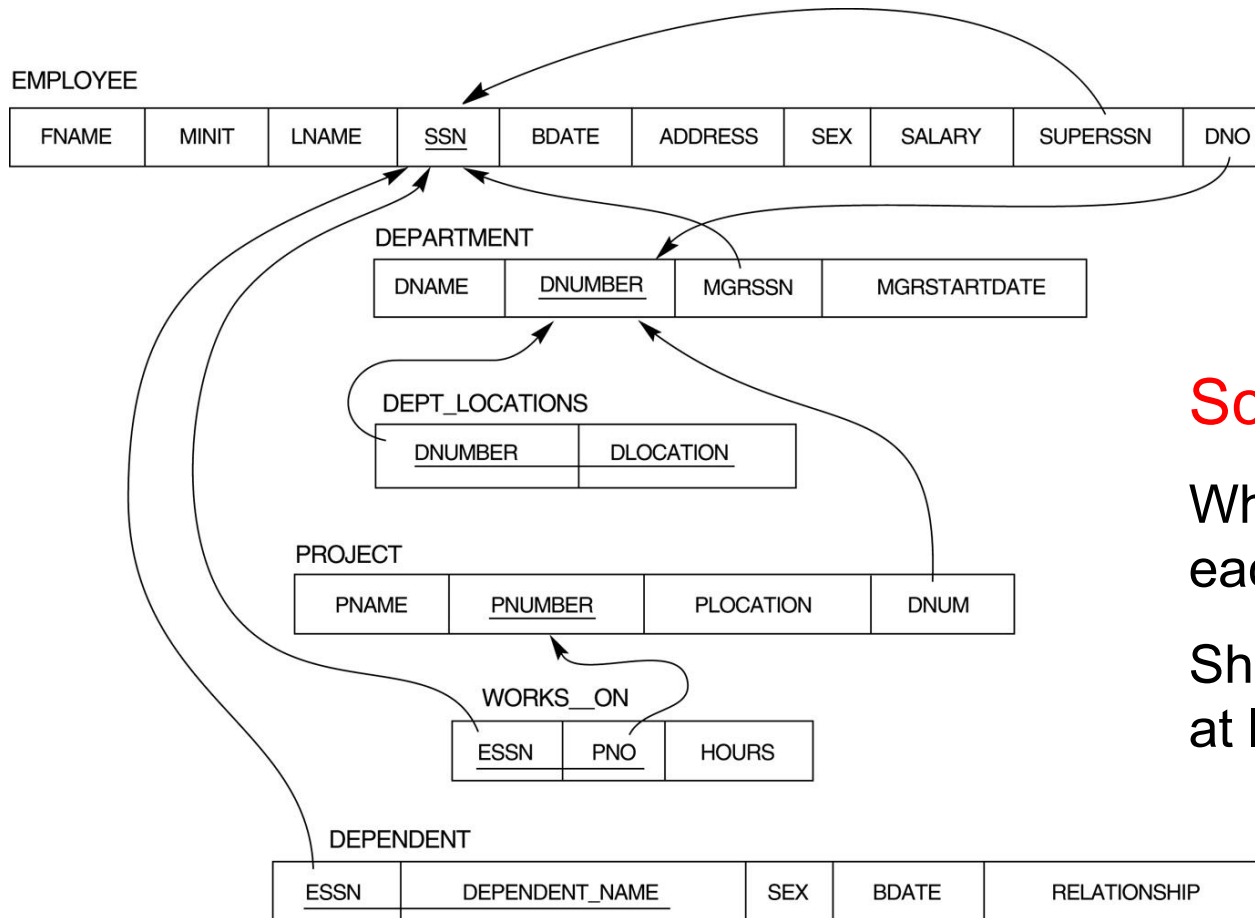 EMPLOYEE
FNAME MINIT LNAME SSN BDATE ADDRESS SEX SALARY SUPERSSN DNO
DEPARTMENT
DNAME DNUMBER MGRSSN MGRSTARTDATE
DEPT_LOCATIONS
DNUMBER DLOCATION
PROJECT
PNAME PNUMBER PLOCATION DNUM
WORKS__ON
ESSN PNO HOURS
DEPENDENT
ESSN DEPENDENT_NAME SEX BDATE RELATIONSHIP
at